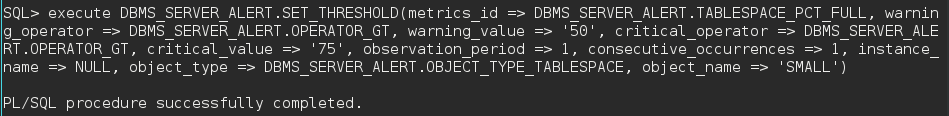 SQL> execute DBMS_SERVER_ALERT.SET_THRESHOLD(metrics_id => DBMS_SERVER_ALERT.TABLESPACE_PCT_FULL, warnin
g_operator => DBMS_SERVER_ALERT.OPERATOR_GT, warning_value => '50', critical_operator => DBMS_SERVER_ALE
RT.OPERATOR_GT, critical_value => '75', observation_period => 1, consecutive_occurrences => 1, instance_
name => NULL, object_type => DBMS_SERVER_ALERT.OBJECT_TYPE_TABLESPACE, object_name => 'SMALL')
PL/SQL procedure successfully completed.